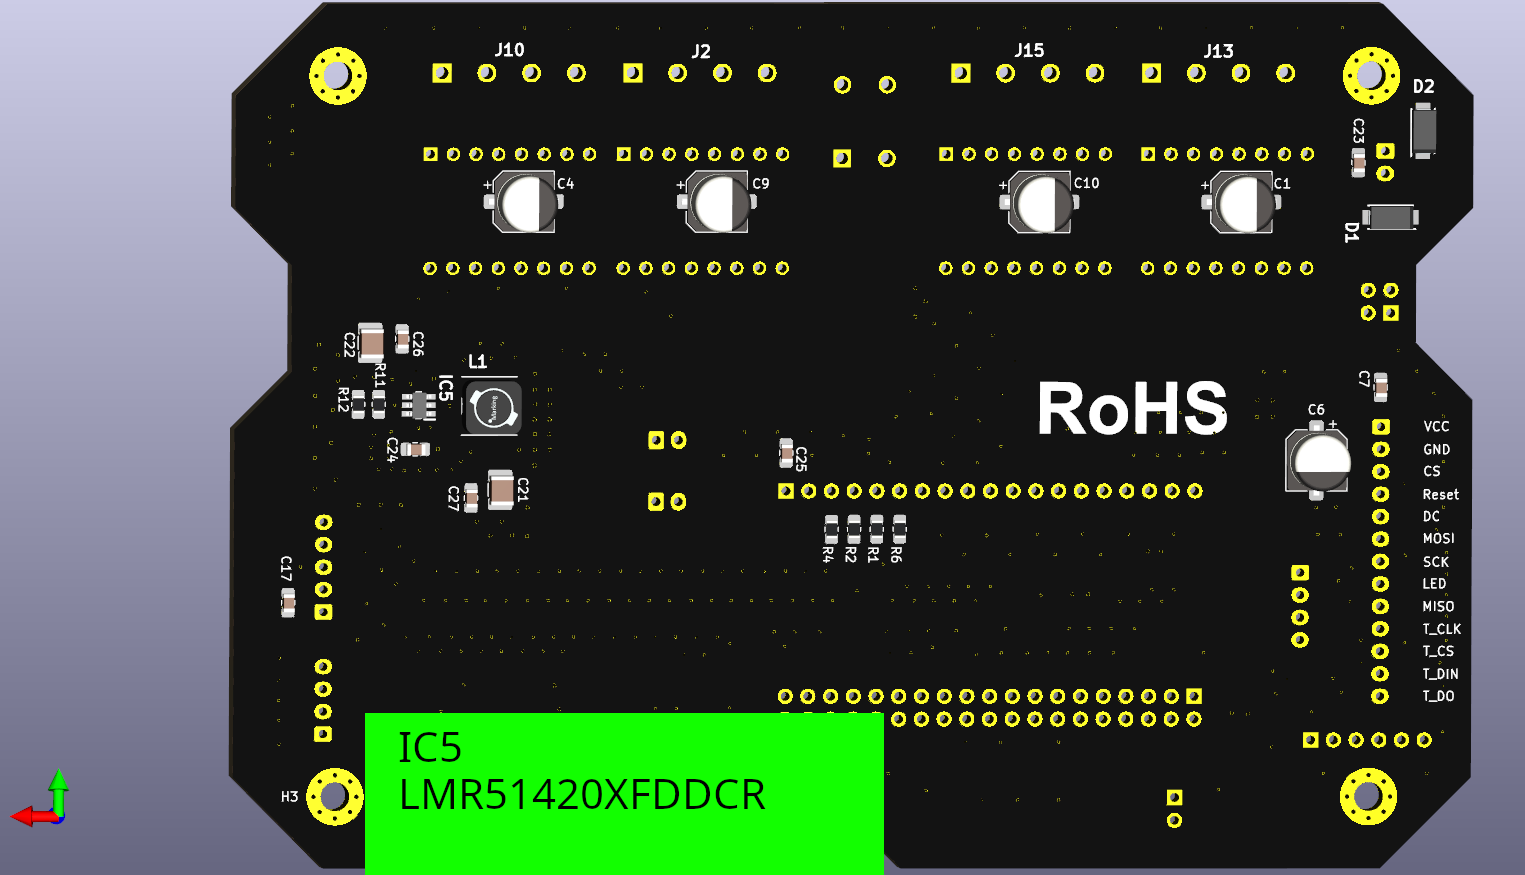 J10
J2
J15
J13
D2
C23
+
C4
+
C9
+
C10
+
C1
D1
C22
C26
L1
R11
R12
IC5
Marking
RoHS
C7
C6
+
VCC
GND
CS
Reset
DC
MOSI
SCK
LED
MISO
T_CLK
T_CS
T_DIN
T_DO
C24
C25
C27
C21
R4
R2
R1
R6
C17
H3
IC5
LMR51420XFDDCR